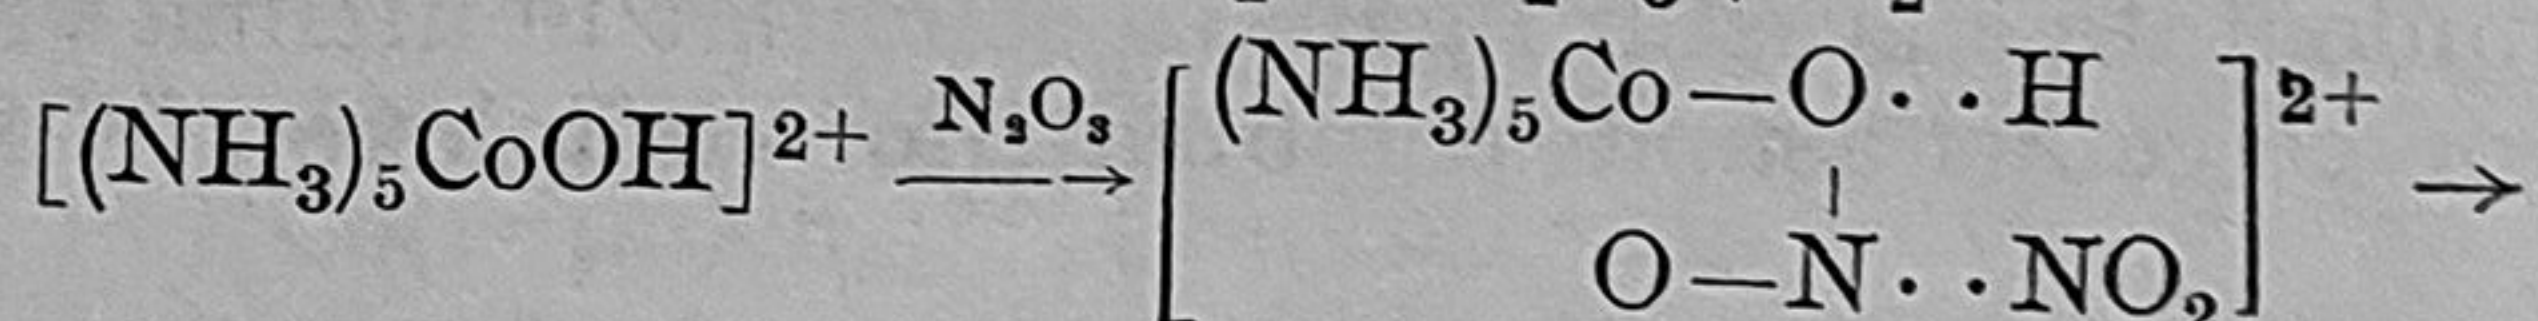 [(NH₃)₅CoOH]²⁺ —N₂O₃→ [(NH₃)₅Co—O··H
|
O—N··NO₂]²⁺ →